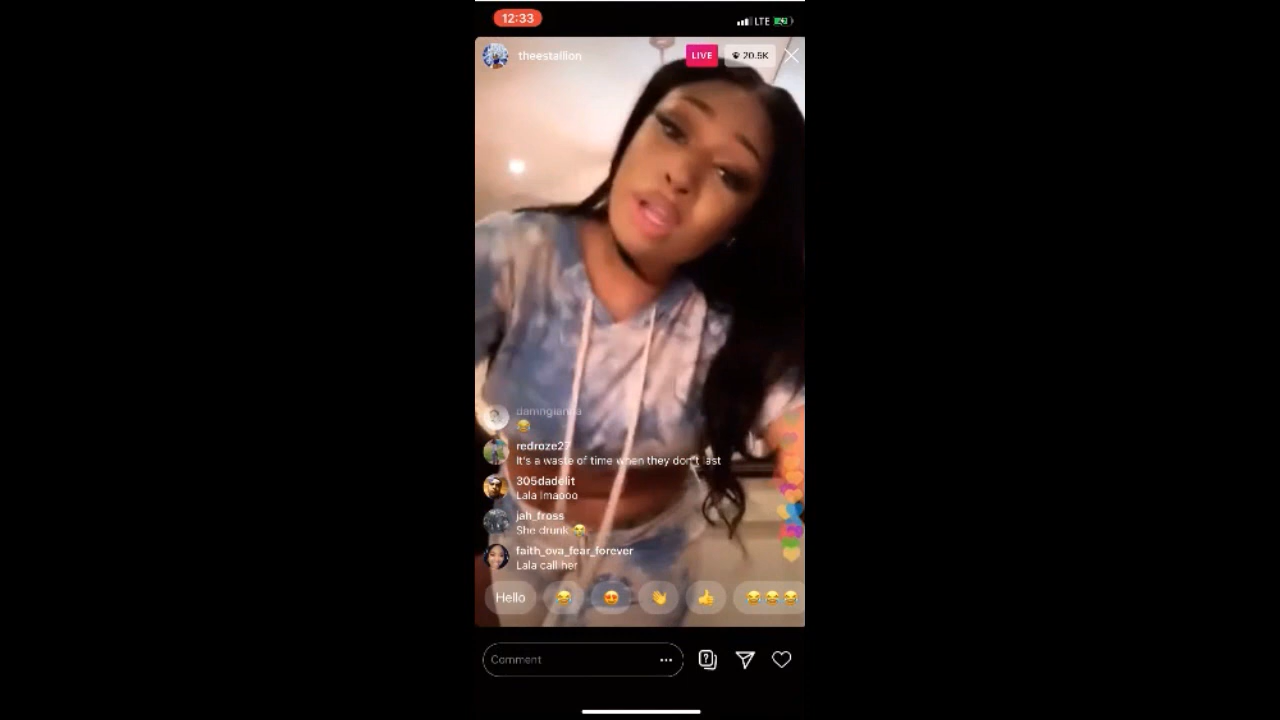 12:33
LTE
theestallion
LIVE
20.5K
😂
redroze27
It's a waste of time when they don't last
305dadelit
Lala lmaooo
jah_fross
She drunk 😭
faith_ova_fear_forever
Lala call her
Hello 😂 😍 👋 👍 😂 😂 😂
Comment